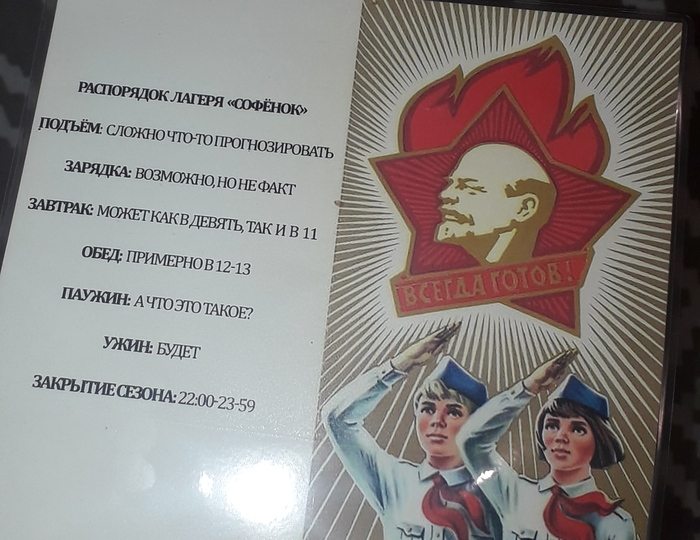 РАСПОРЯДОК ЛАГЕРЯ «СОФЁНОК»
ПОДЪЁМ: СЛОЖНО ЧТО-ТО ПРОГНОЗИРОВАТЬ
ЗАРЯДКА: ВОЗМОЖНО, НО НЕ ФАКТ
ЗАВТРАК: МОЖЕТ КАК В ДЕВЯТЬ, ТАК И В 11
ОБЕД: ПРИМЕРНО В 12-13
ПАУЖИН: А ЧТО ЭТО ТАКОЕ?
УЖИН: БУДЕТ
ЗАКРЫТИЕ СЕЗОНА: 22:00-23-59
ВСЕГДА ГОТОВ!